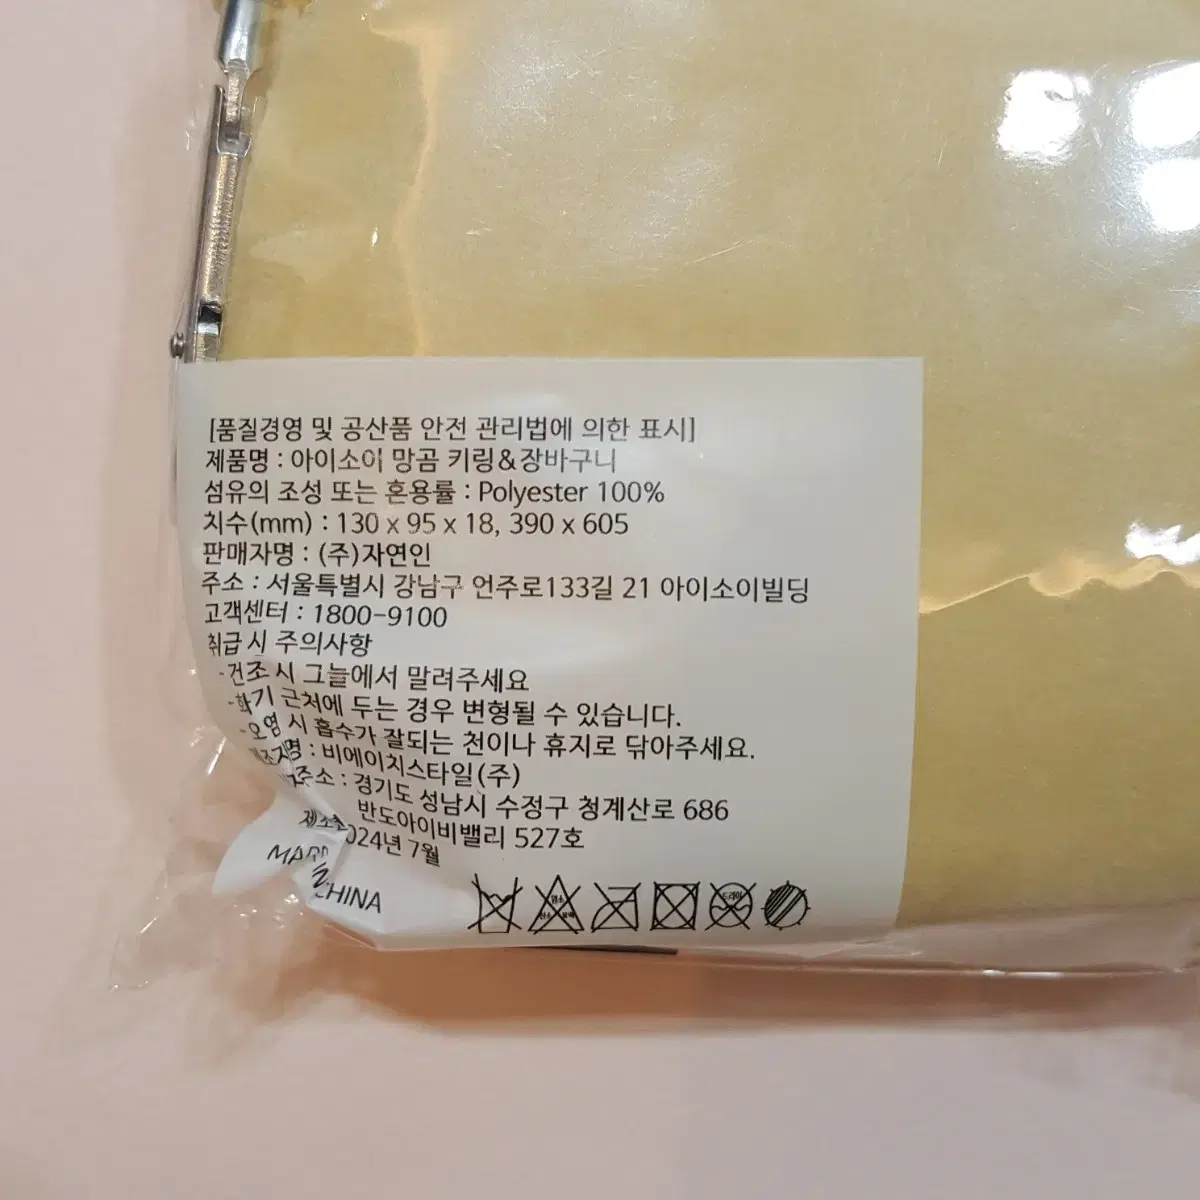 [품질경영 및 공산품 안전 관리법에 의한 표시]
제품명 : 아이소이 망곰 키링&장바구니
섬유의 조성 또는 혼용률 : Polyester 100%
치수(mm) : 130 x 95 x 18, 390 x 605
판매자명 : (주)자연인
주소 : 서울특별시 강남구 언주로133길 21 아이소이빌딩
고객센터 : 1800-9100
취급 시 주의사항
-건조 시 그늘에서 말려주세요
-화기 근처에 두는 경우 변형될 수 있습니다.
-오염 시 흡수가 잘되는 천이나 휴지로 닦아주세요.
: 비에이치스타일(주)
주소 : 경기도 성남시 수정구 청계산로 686
반도아이비밸리 527호
024년 7월
CHINA
염소
드라이